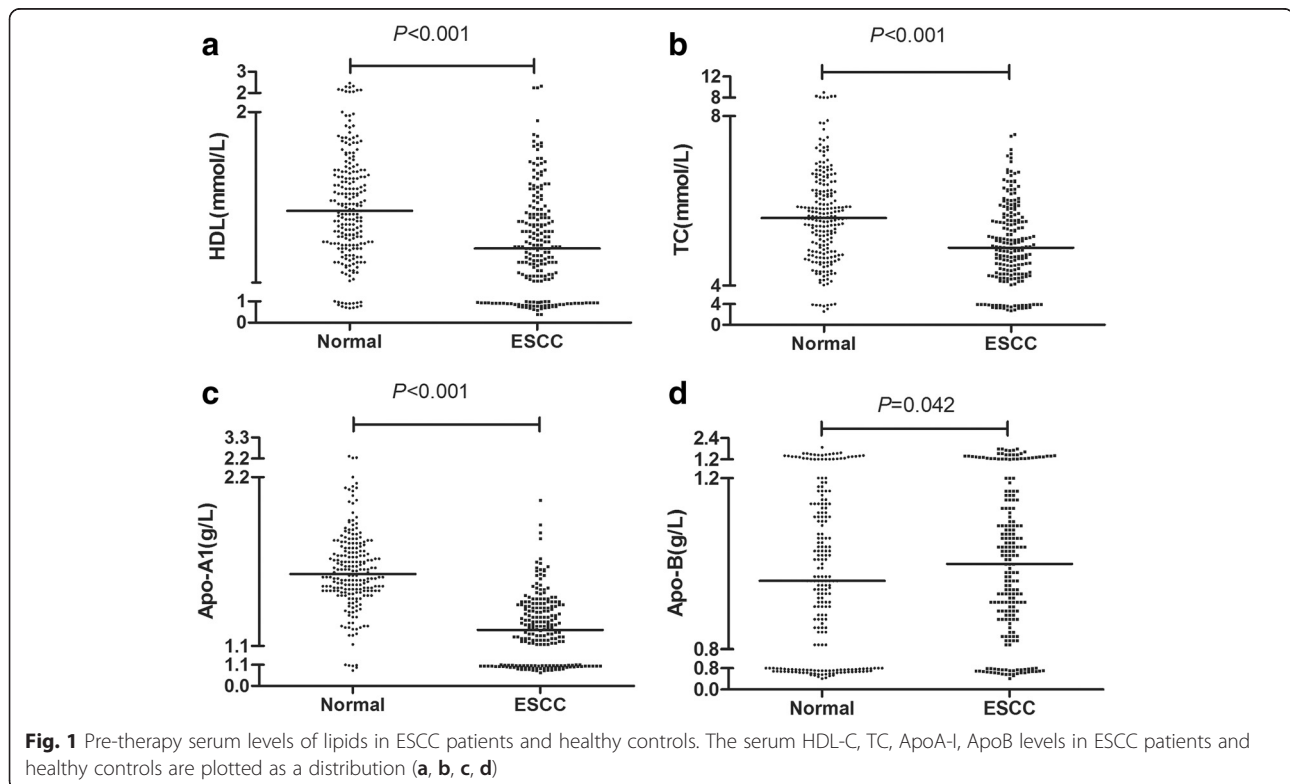 a
P<0.001
3
2
2
HDL(mmol/L)
1
0
Normal
ESCC
b
P<0.001
12
8
8
TC(mmol/L)
4
4
0
Normal
ESCC
c
P<0.001
3.3
2.2
2.2
Apo-A1(g/L)
1.1
1.1
0.0
Normal
ESCC
d
P=0.042
2.4
1.2
1.2
Apo-B(g/L)
0.8
0.8
0.0
Normal
ESCC
Fig. 1 Pre-therapy serum levels of lipids in ESCC patients and healthy controls. The serum HDL-C, TC, ApoA-I, ApoB levels in ESCC patients and
healthy controls are plotted as a distribution (a, b, c, d)